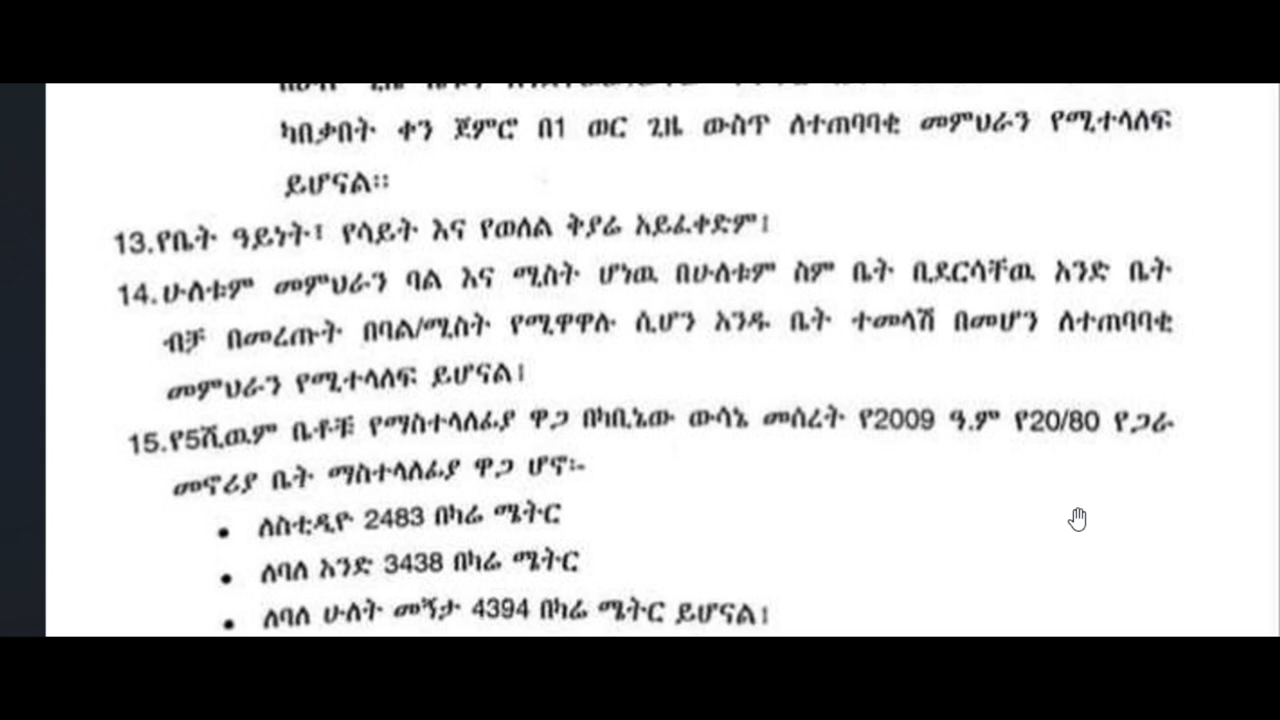 ካበቃበት ቀን ጀምሮ በ1 ወር ጊዜ ውስጥ ለተጠባባቂ መምህራን የሚተላለፍ
ይሆናል፡፡
13.የቤት ዓይነት፣ የሳይት እና የወለል ቅያሬ አይፈቀድም፤
14.ሁለቱም መምህራን ባል እና ሚስት ሆነዉ በሁለቱም ስም ቤት ቢደርሳቸዉ አንድ ቤት
ብቻ በመረጡት በባል/ሚስት የሚዋዋሉ ሲሆን አንዱ ቤት ተመላሽ በመሆን ለተጠባባቂ
መምህራን የሚተላለፍ ይሆናል፤
15.የ5ሺዉም ቤቶቹ የማስተላለፊያ ዋጋ በካቢኔው ውሳኔ መሰረት የ2009 ዓ.ም የ20/80 የጋራ
መኖሪያ ቤት ማስተላለፊያ ዋጋ ሆኖ፡-
• ለስቲዲዮ 2483 በካሬ ሜትር
• ለባለ አንድ 3438 በካሬ ሜትር
• ለባለ ሁለት መኝታ 4394 በካሬ ሜትር ይሆናል፤